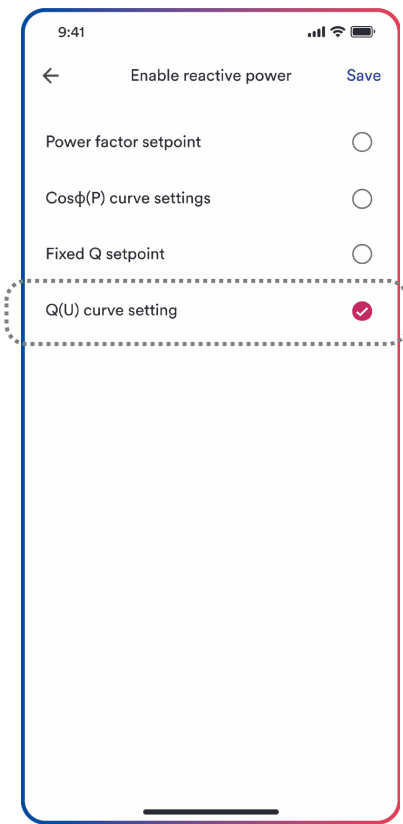 9:41
Enable reactive power Save
Power factor setpoint
Cosϕ(P) curve settings
Fixed Q setpoint
Q(U) curve setting